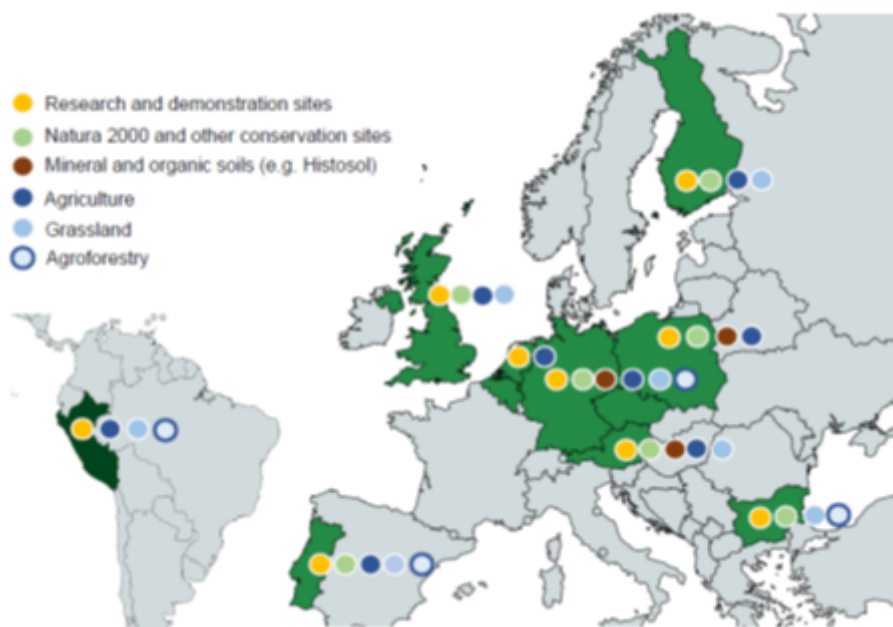 Research and demonstration sites
Natura 2000 and other conservation sites
Mineral and organic soils (e.g. Histosol)
Agriculture
Grassland
Agroforestry